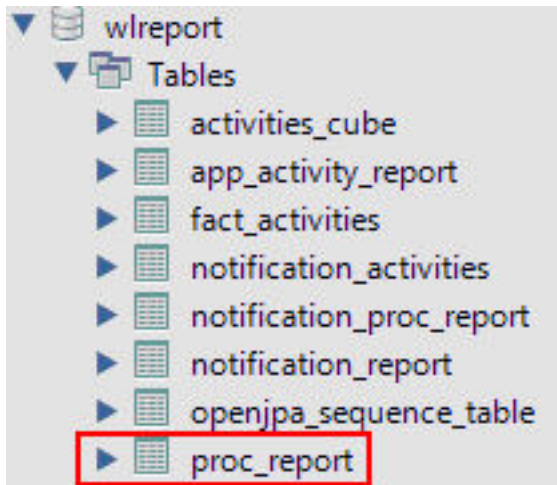 wlreport
Tables
activities_cube
app_activity_report
fact_activities
notification_activities
notification_proc_report
notification_report
openjpa_sequence_table
proc_report